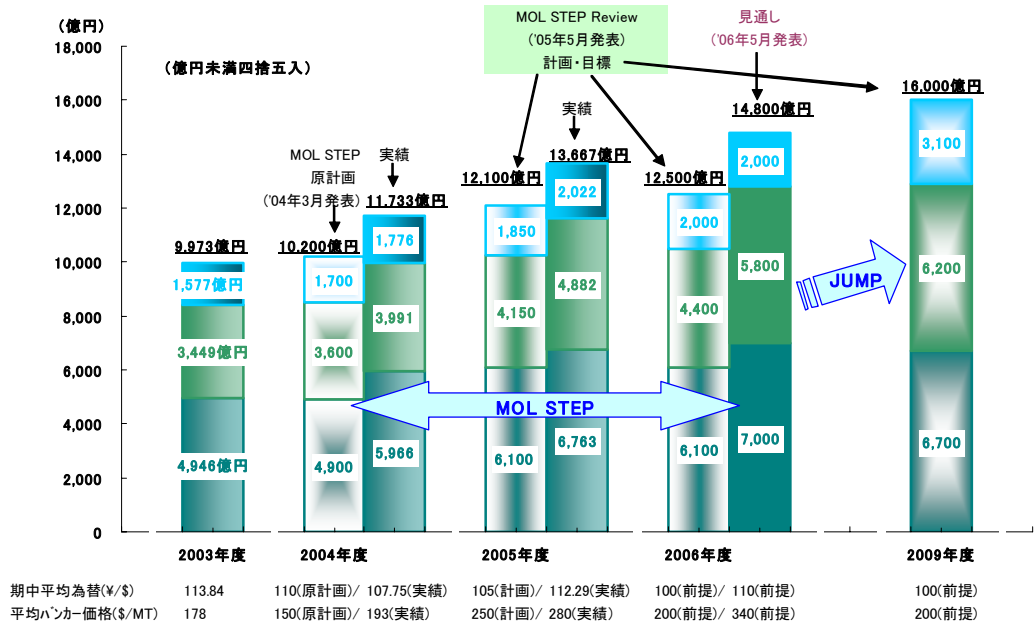 (億円)
18,000
16,000
14,000
12,000
10,000
8,000
6,000
4,000
2,000
0
(億円未満四捨五入)
MOL STEP Review
('05年5月発表)
計画・目標
見通し
('06年5月発表)
MOL STEP
原計画
('04年3月発表)
実績
実績
9,973億円
1,577億円
3,449億円
4,946億円
10,200億円
1,700
3,600
4,900
11,733億円
1,776
3,991
5,966
12,100億円
1,850
4,150
6,100
13,667億円
2,022
4,882
6,763
12,500億円
2,000
4,400
6,100
14,800億円
2,000
5,800
7,000
16,000億円
3,100
6,200
6,700
JUMP
MOL STEP
2003年度 2004年度 2005年度 2006年度 2009年度
期中平均為替(¥/$) 113.84 110(原計画)/ 107.75(実績) 105(計画)/ 112.29(実績) 100(前提)/ 110(前提) 100(前提)
平均バンカー価格($/MT) 178 150(原計画)/ 193(実績) 250(計画)/ 280(実績) 200(前提)/ 340(前提) 200(前提)